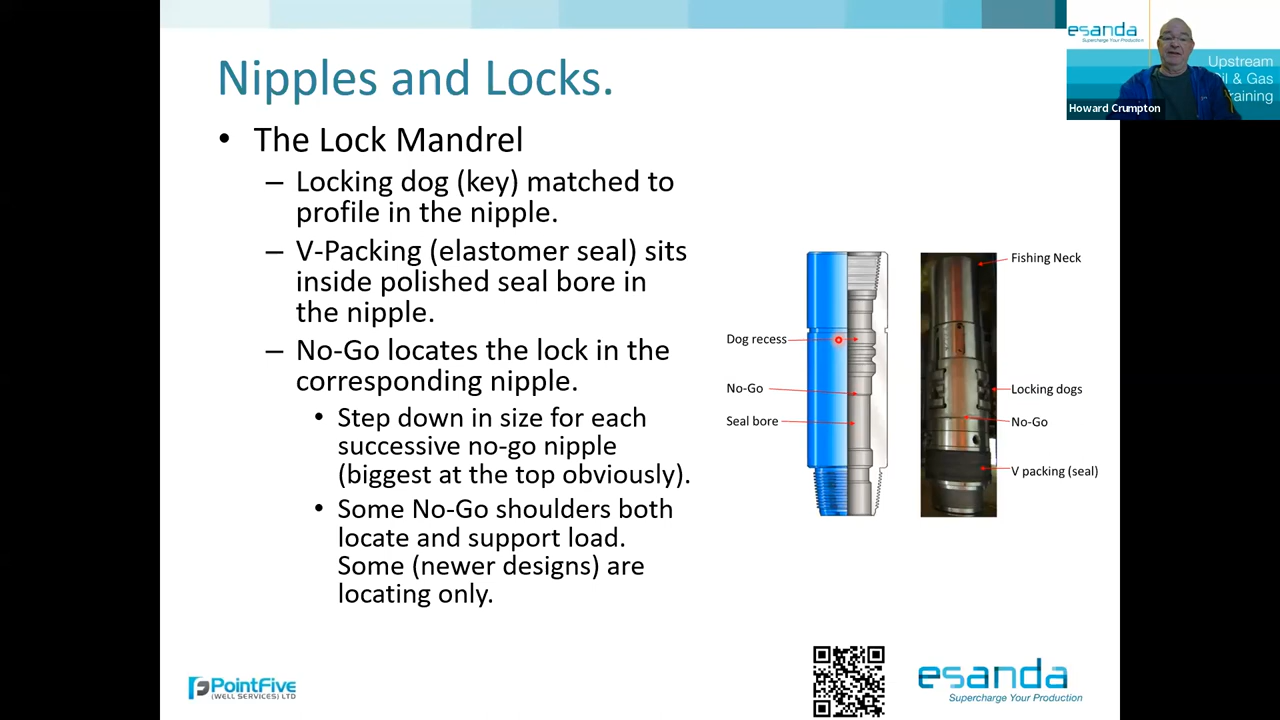 Nipples and Locks.
• The Lock Mandrel
– Locking dog (key) matched to
profile in the nipple.
– V-Packing (elastomer seal) sits
inside polished seal bore in
the nipple.
– No-Go locates the lock in the
corresponding nipple.
• Step down in size for each
successive no-go nipple
(biggest at the top obviously).
• Some No-Go shoulders both
locate and support load.
Some (newer designs) are
locating only.
Dog recess
No-Go
Seal bore
Fishing Neck
Locking dogs
No-Go
V packing (seal)
esanda
Supercharge Your Production
Upstream
Oil & Gas
Training
Howard Crumpton
PointFive
(WELL SERVICES) LTD
esanda
Supercharge Your Production